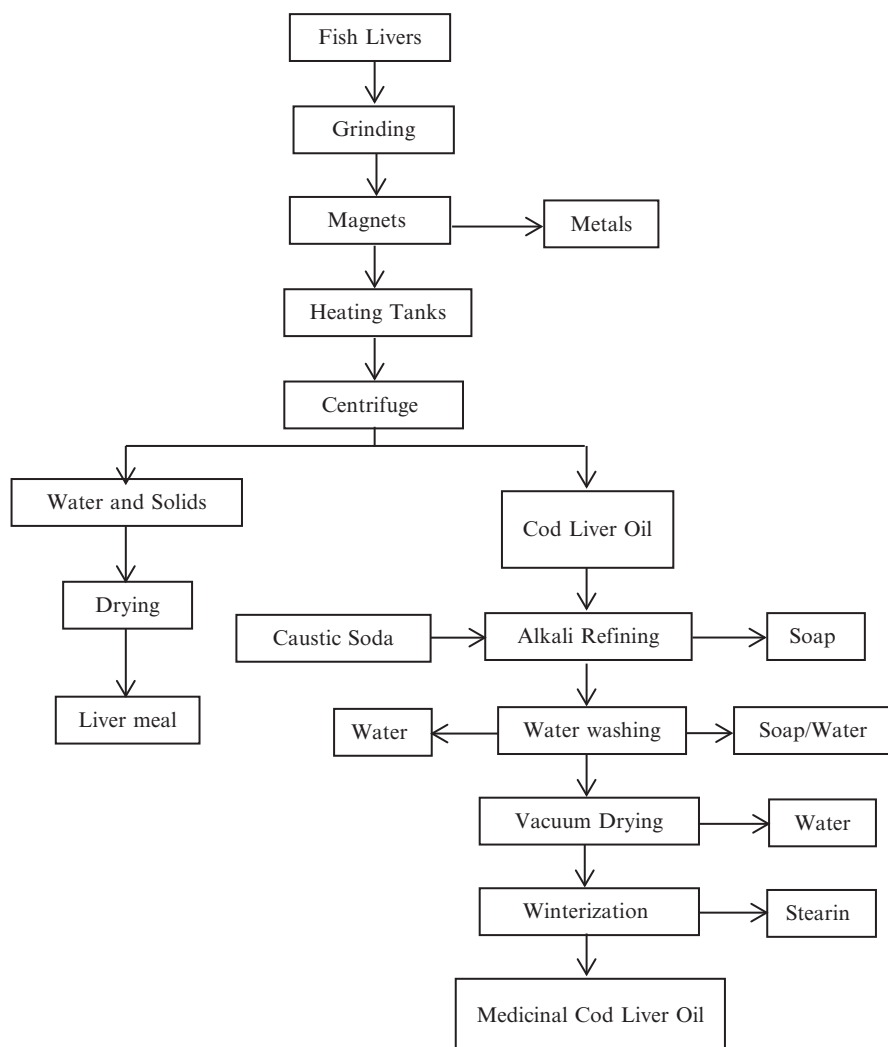 Fish Livers
Grinding
Magnets
Metals
Heating Tanks
Centrifuge
Water and Solids
Cod Liver Oil
Drying
Caustic Soda
Alkali Refining
Soap
Liver meal
Water
Water washing
Soap/Water
Vacuum Drying
Water
Winterization
Stearin
Medicinal Cod Liver Oil